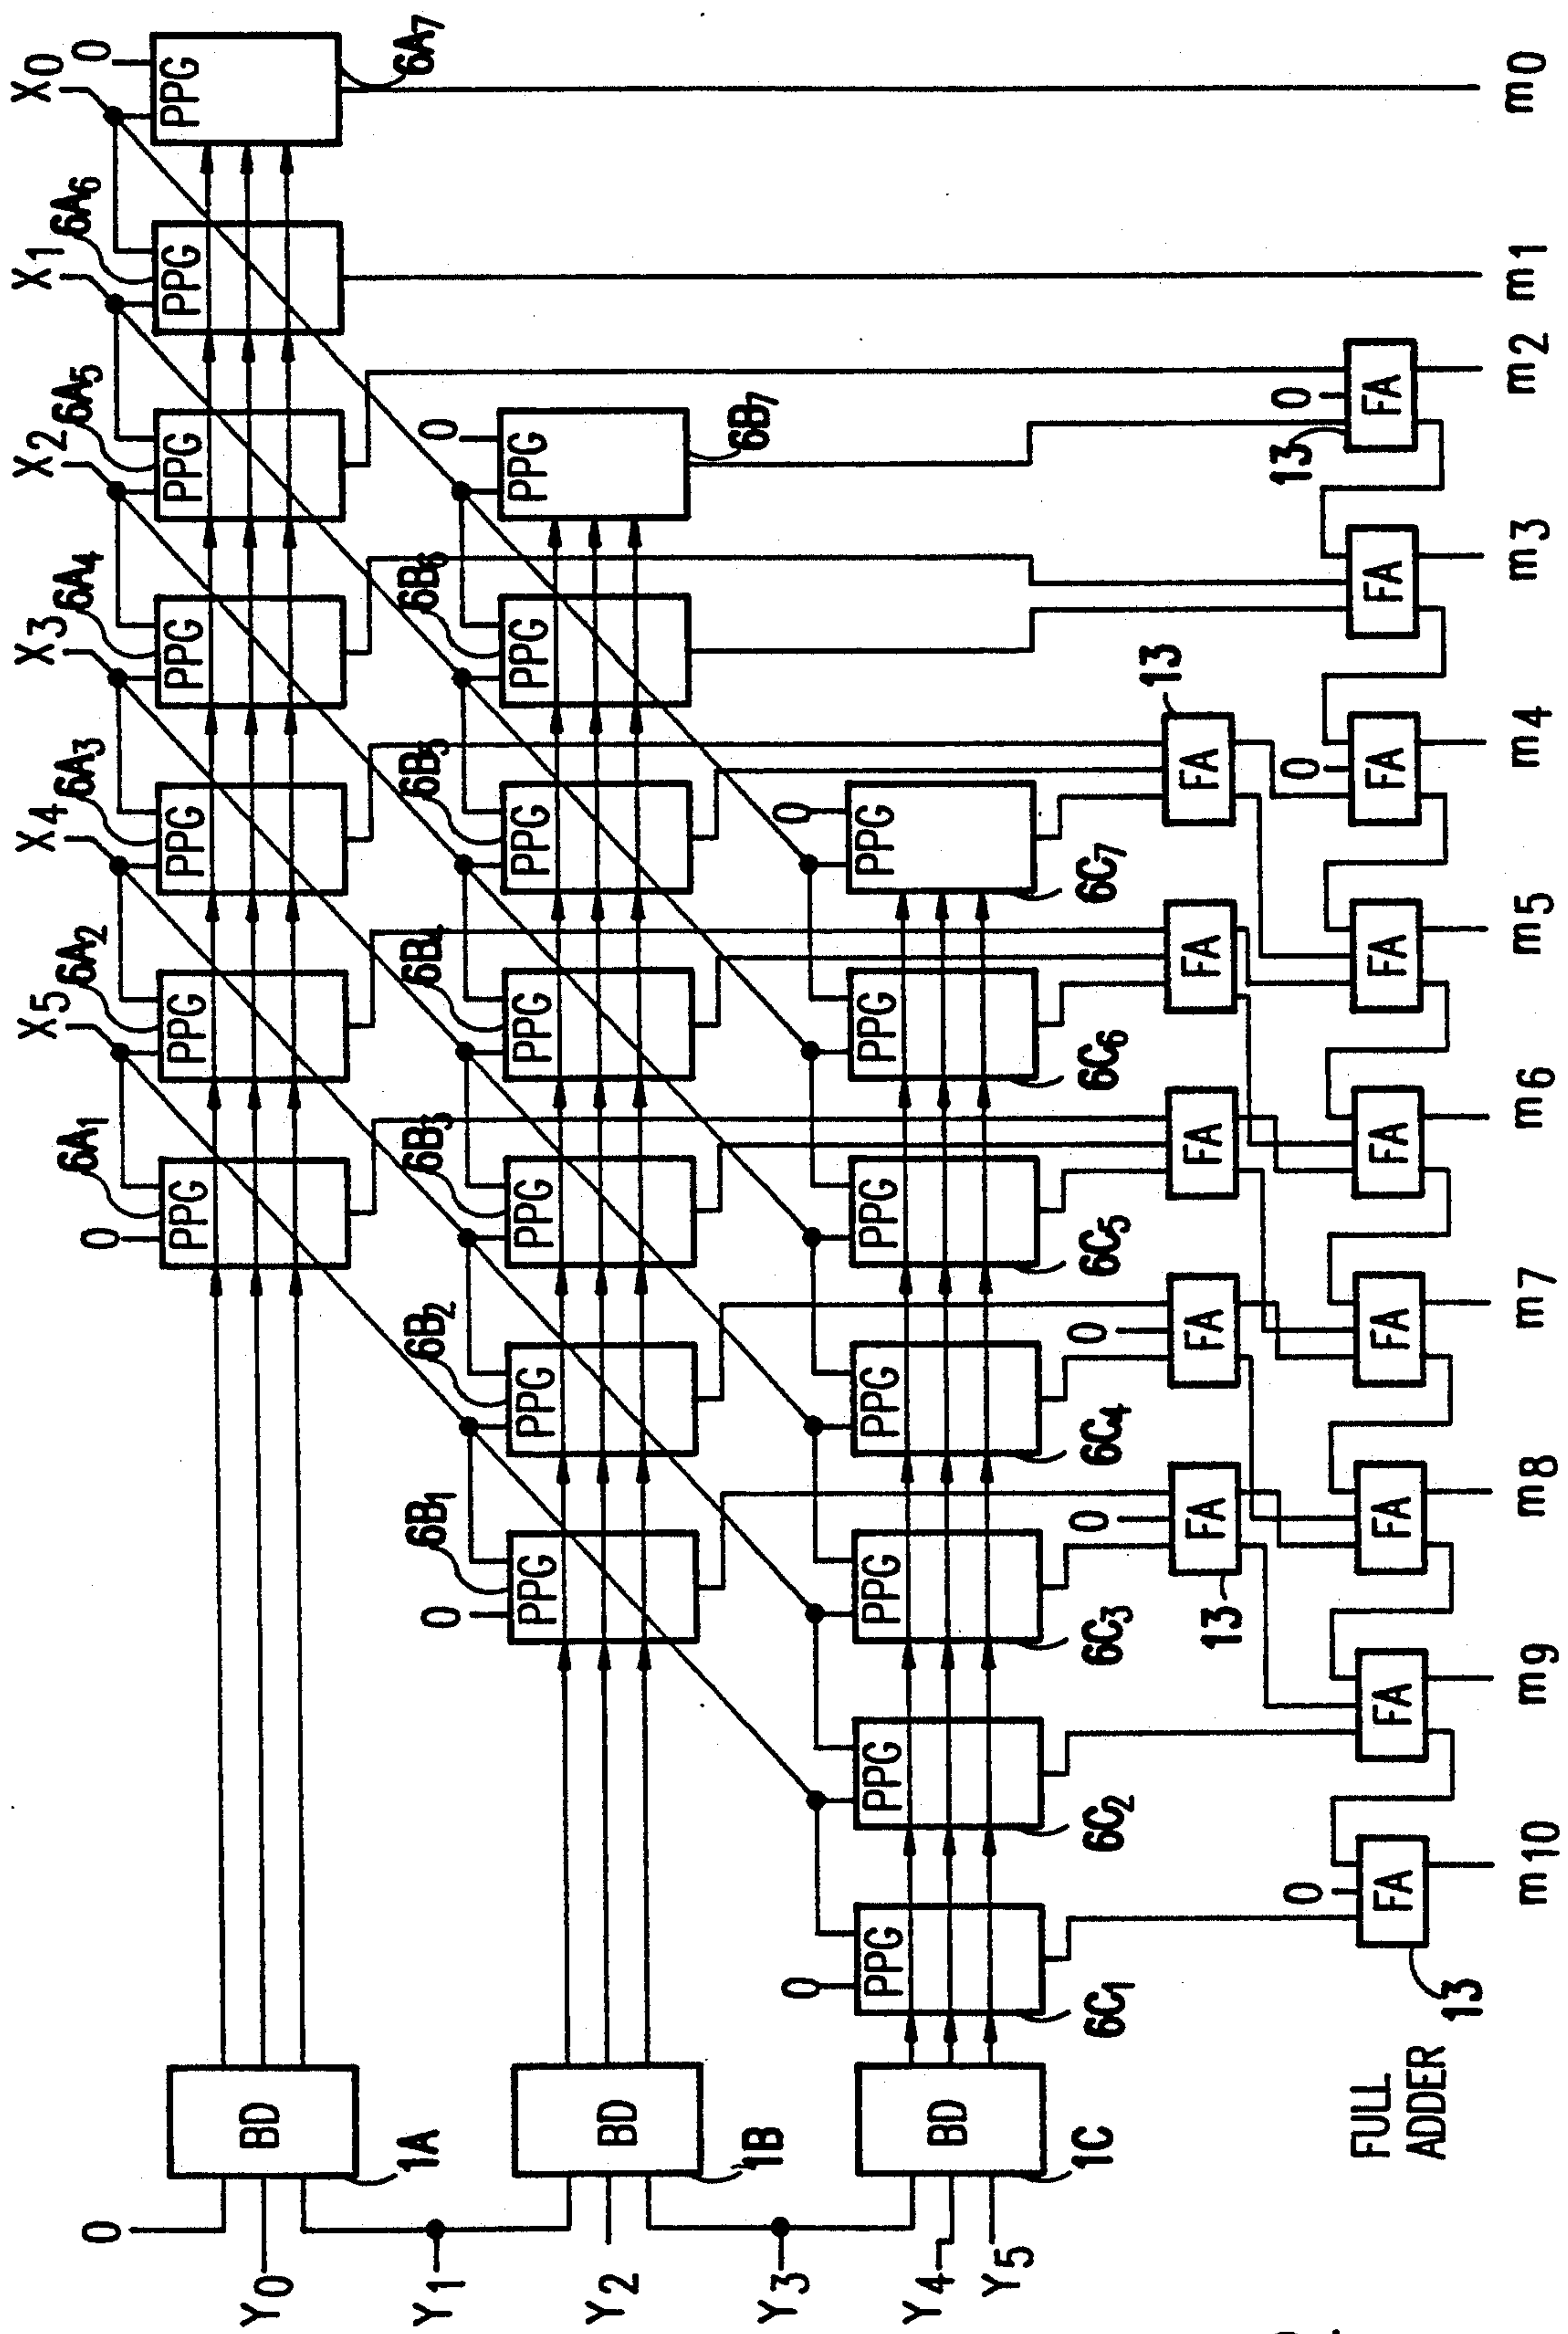 X5 X4 X3 X2 X1 X0
0 0 6A1 6A2 6A3 6A4 6A5 6A6 0
PPG PPG PPG PPG PPG PPG PPG
Y0 BD
6A7
1A
Y1
0 6B1 6B2 6B3 6B4 6B5 6B6 0
PPG PPG PPG PPG PPG PPG PPG
Y2 BD
6B7
1B
Y3
0 0
PPG PPG PPG PPG PPG PPG PPG
Y4 BD
Y5
1C 6C1 6C2 6C3 6C4 6C5 6C6 6C7
0 0 13
FA FA FA FA FA
13
0 0 0 13
FULL
ADDER
FA FA FA FA FA FA FA FA FA
13
m10 m9 m8 m7 m6 m5 m4 m3 m2 m1 m0